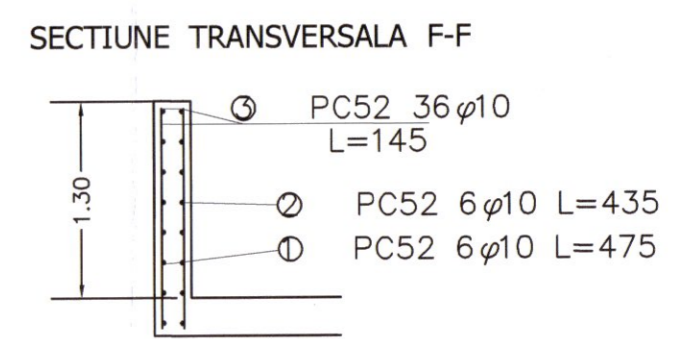 SECTIUNE TRANSVERSALA F-F
3 PC52 36φ10
L=145
1.30
2 PC52 6φ10 L=435
1 PC52 6φ10 L=475